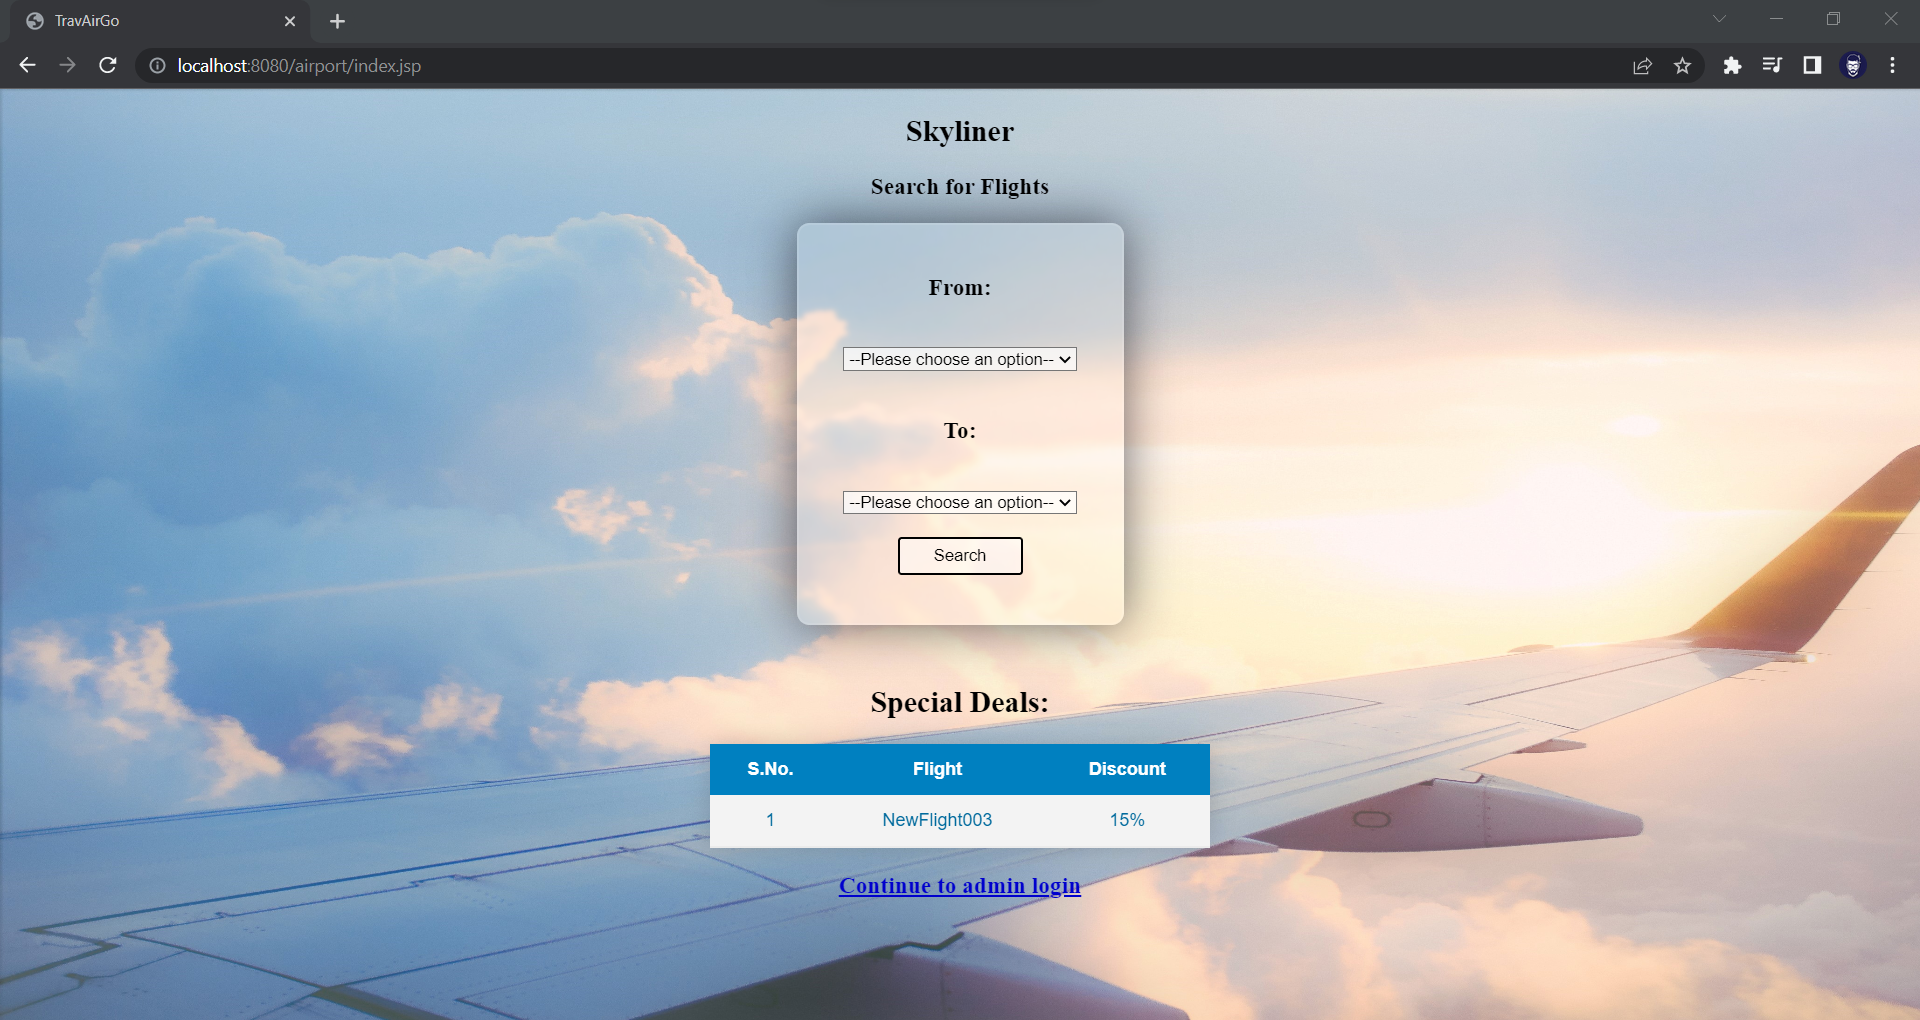 TravAirGo
localhost:8080/airport/index.jsp
Skyliner
Search for Flights
From:
--Please choose an option--
To:
--Please choose an option--
Search
Special Deals:
S.No. Flight Discount
1 NewFlight003 15%
Continue to admin login